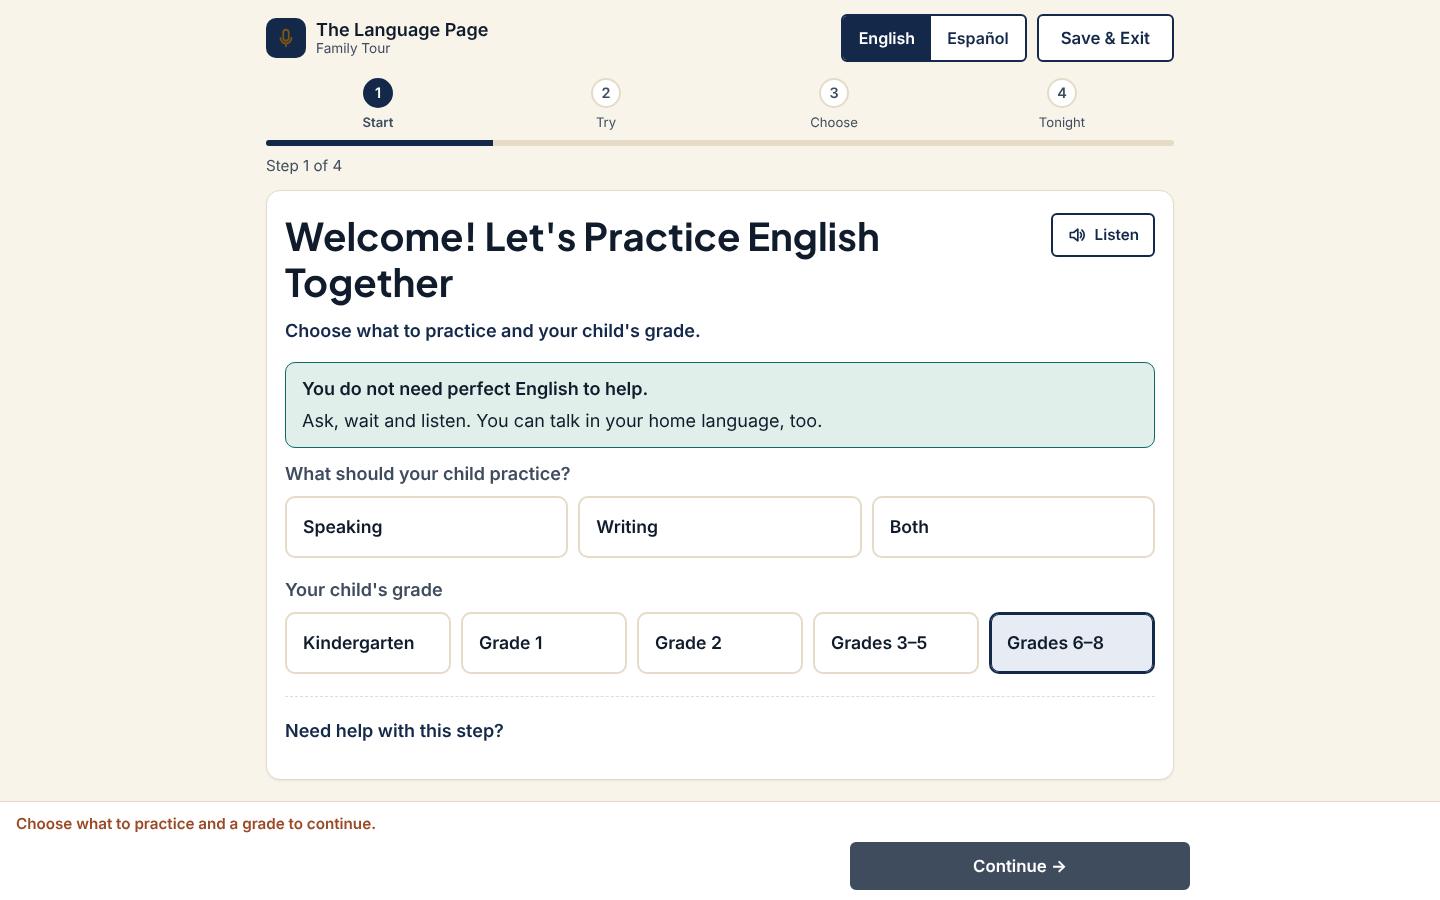 The Language Page
Family Tour
English
Español
Save & Exit
1
Start
2
Try
3
Choose
4
Tonight
Step 1 of 4
Welcome! Let's Practice English
Together
Listen
Choose what to practice and your child's grade.
You do not need perfect English to help.
Ask, wait and listen. You can talk in your home language, too.
What should your child practice?
Speaking
Writing
Both
Your child's grade
Kindergarten
Grade 1
Grade 2
Grades 3–5
Grades 6–8
Need help with this step?
Choose what to practice and a grade to continue.
Continue →